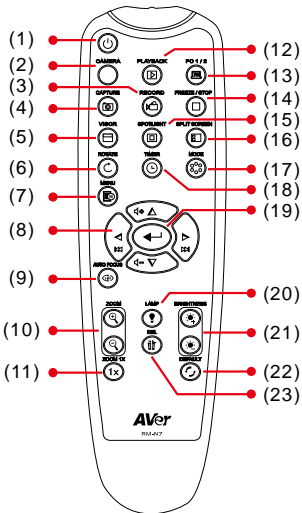 (1)
(2)
(3)
(4)
(5)
(6)
(7)
(8)
(9)
(10)
(11)
CAMERA
PLAYBACK
PC 1 / 2
CAPTURE
RECORD
FREEZE / STOP
VISOR
SPOTLIGHT
SPLIT SCREEN
ROTATE
TIMER
MODE
MENU
AUTO FOCUS
ZOOM
LAMP
BRIGHTNESS
DEL
ZOOM 1X
1x
DEFAULT
AVer
RM-N7
(12)
(13)
(14)
(15)
(16)
(17)
(18)
(19)
(20)
(21)
(22)
(23)